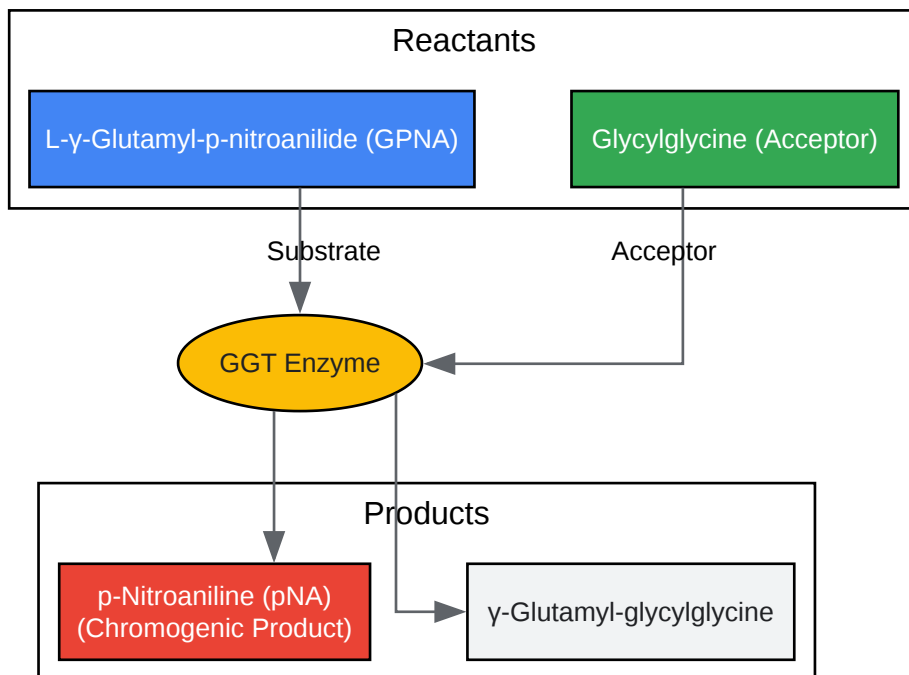 Reactants
L-γ-Glutamyl-p-nitroanilide (GPNA)
Glycylglycine (Acceptor)
Substrate
Acceptor
GGT Enzyme
Products
p-Nitroaniline (pNA)
(Chromogenic Product)
γ-Glutamyl-glycylglycine